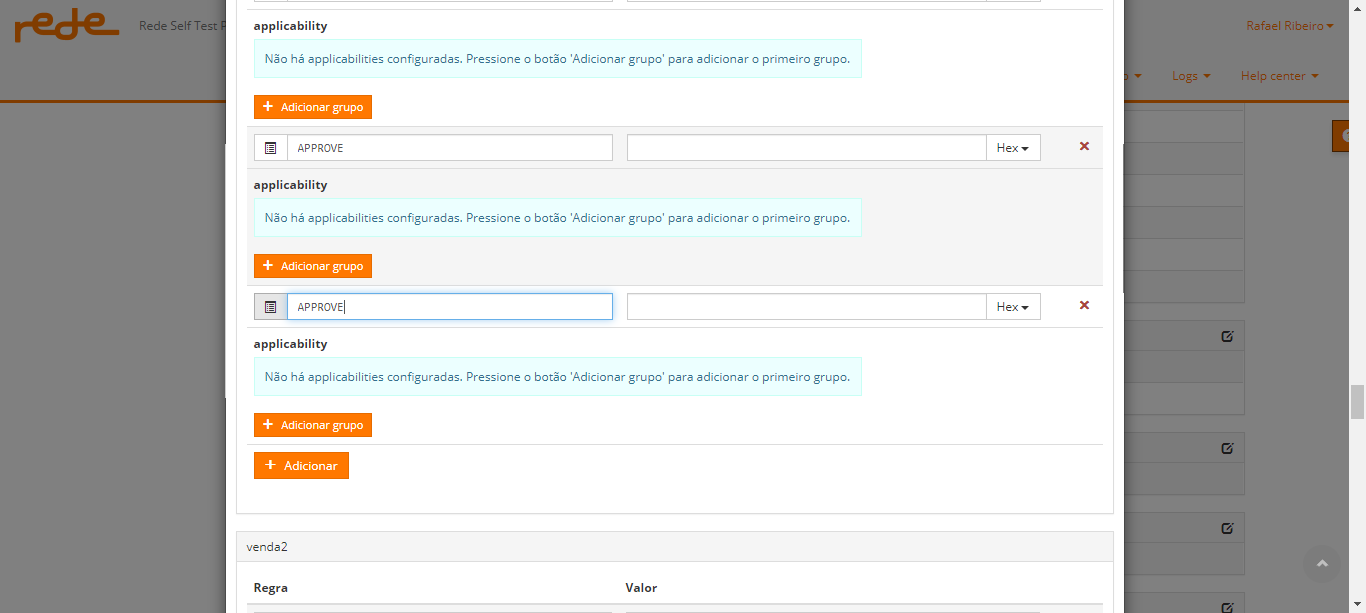 rede
Rede Self Test P
Rafael Ribeiro
Logs
Help center
applicability
Não há applicabilities configuradas. Pressione o botão 'Adicionar grupo' para adicionar o primeiro grupo.
+ Adicionar grupo
APPROVE
Hex
applicability
Não há applicabilities configuradas. Pressione o botão 'Adicionar grupo' para adicionar o primeiro grupo.
+ Adicionar grupo
APPROVE
Hex
applicability
Não há applicabilities configuradas. Pressione o botão 'Adicionar grupo' para adicionar o primeiro grupo.
+ Adicionar grupo
+ Adicionar
venda2
Regra Valor